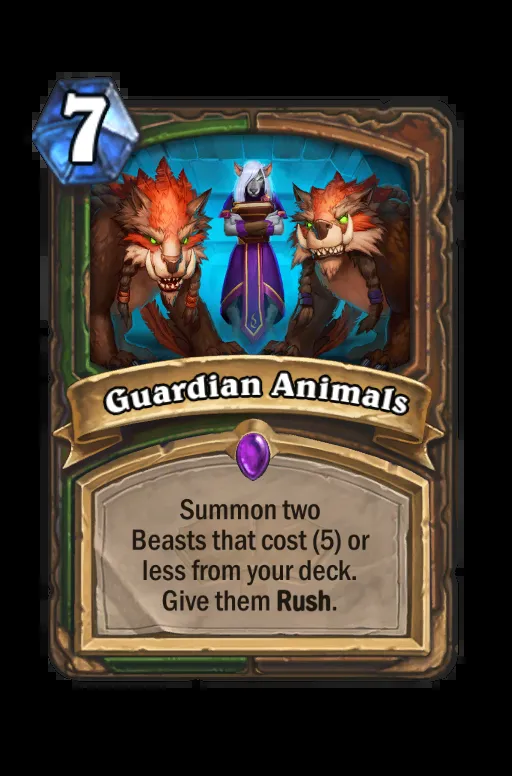 7
Guardian Animals
Summon two
Beasts that cost (5) or
less from your deck.
Give them Rush.